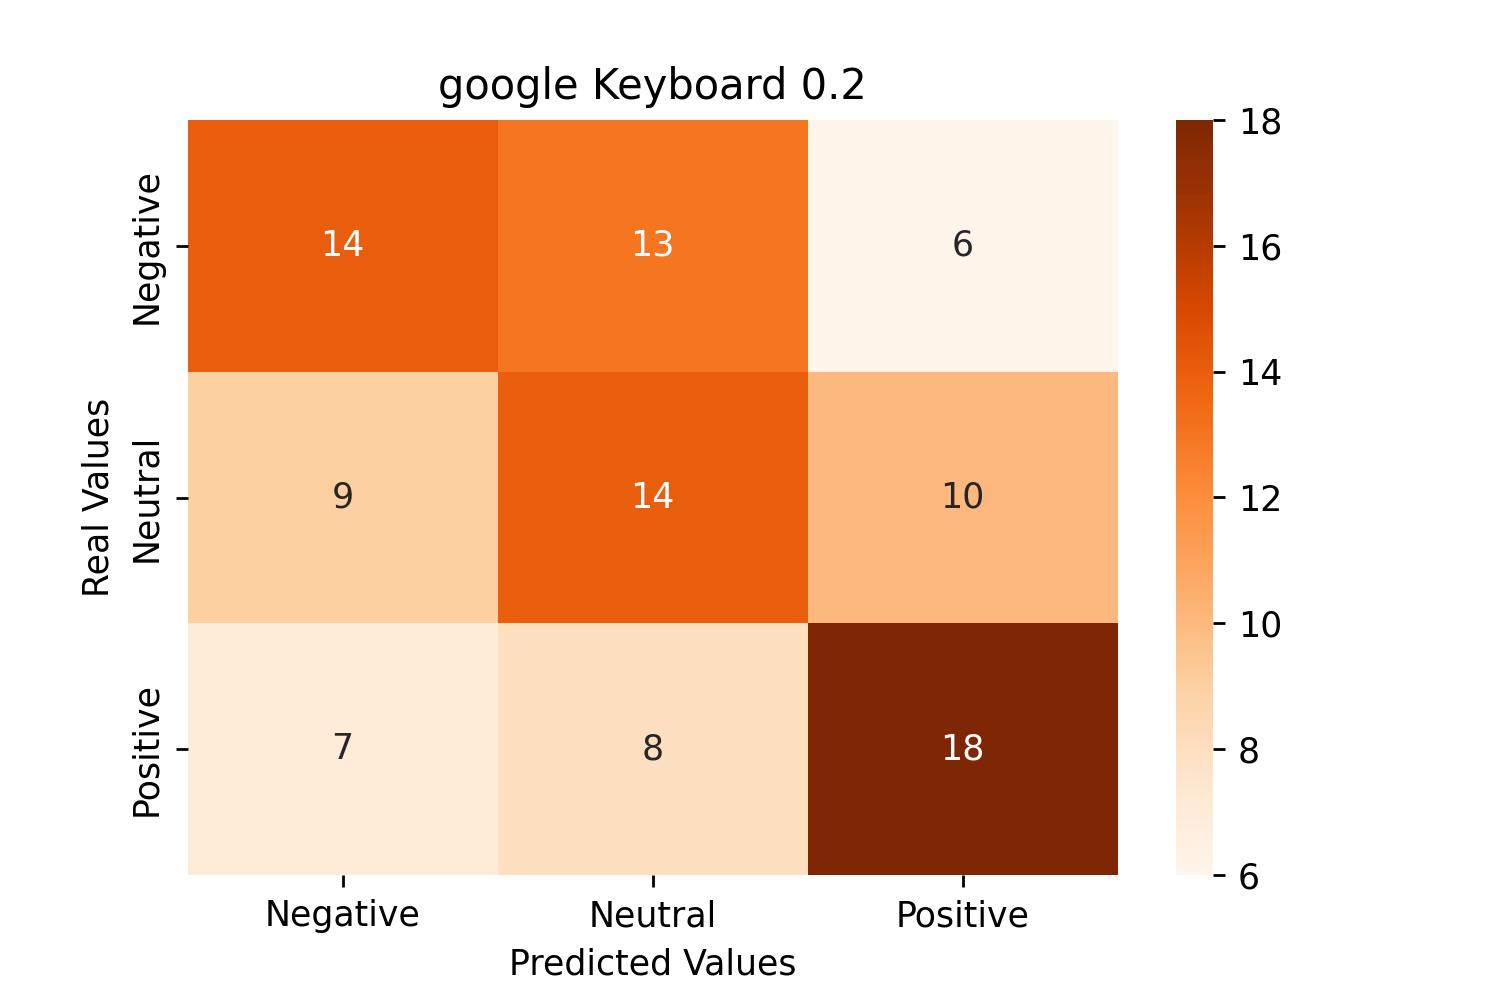 google Keyboard 0.2
Real Values
Negative
14
13
6
Neutral
9
14
10
Positive
7
8
18
Negative
Neutral
Positive
Predicted Values
18
16
14
12
10
8
6